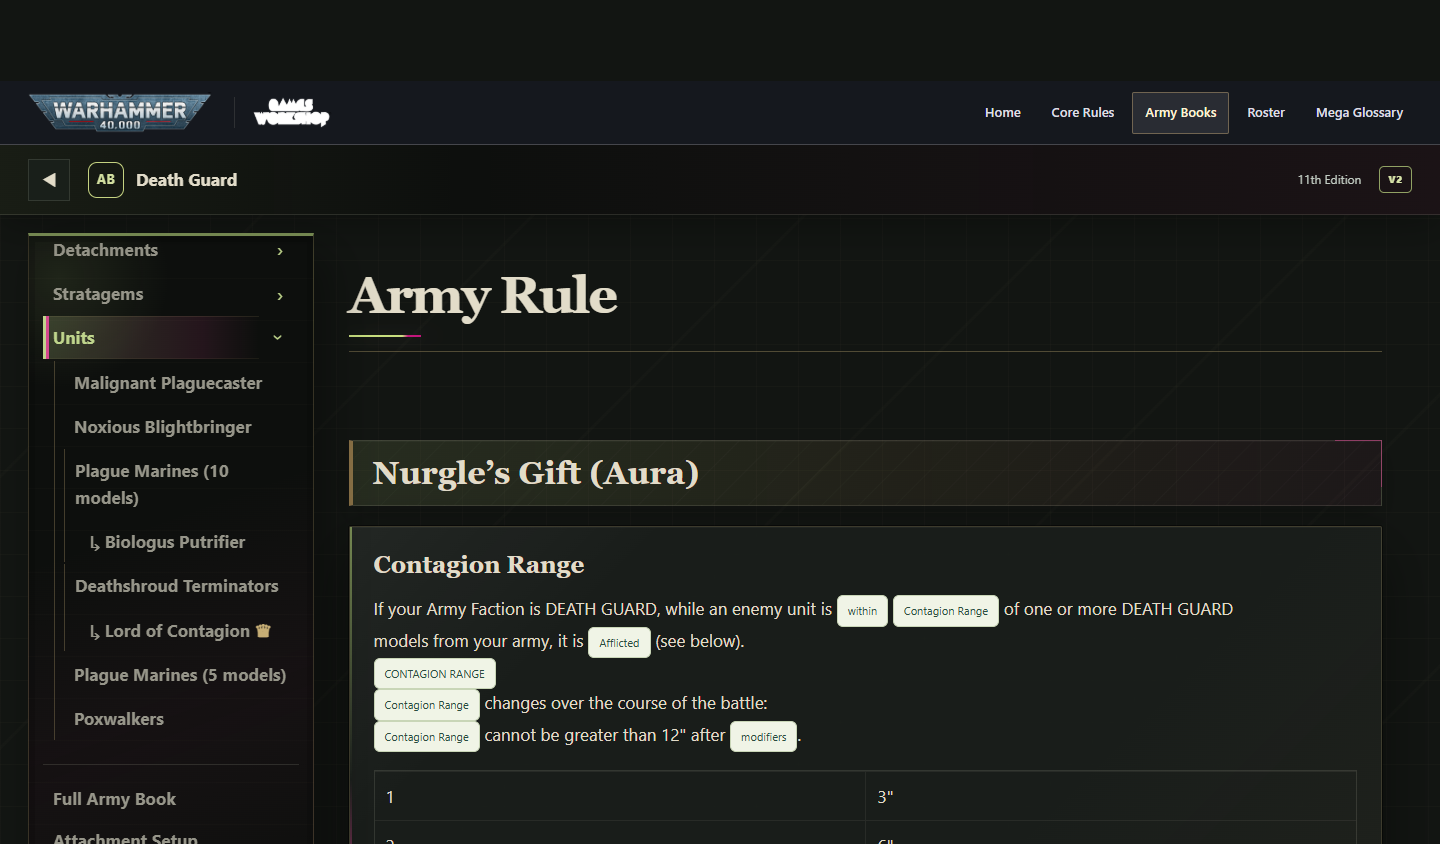 WARHAMMER
40,000
GAMES
WORKSHOP
Home
Core Rules
Army Books
Roster
Mega Glossary
AB
Death Guard
11th Edition
V2
Detachments
Stratagems
Units
Malignant Plaguecaster
Noxious Blightbringer
Plague Marines (10
models)
↳ Biologus Putrifier
Deathshroud Terminators
↳ Lord of Contagion ♛
Plague Marines (5 models)
Poxwalkers
Full Army Book
Attachment Setup
Army Rule
Nurgle’s Gift (Aura)
Contagion Range
If your Army Faction is DEATH GUARD, while an enemy unit is within Contagion Range of one or more DEATH GUARD
models from your army, it is Afflicted (see below).
CONTAGION RANGE
Contagion Range changes over the course of the battle:
Contagion Range cannot be greater than 12" after modifiers.
1 3"
2 6"